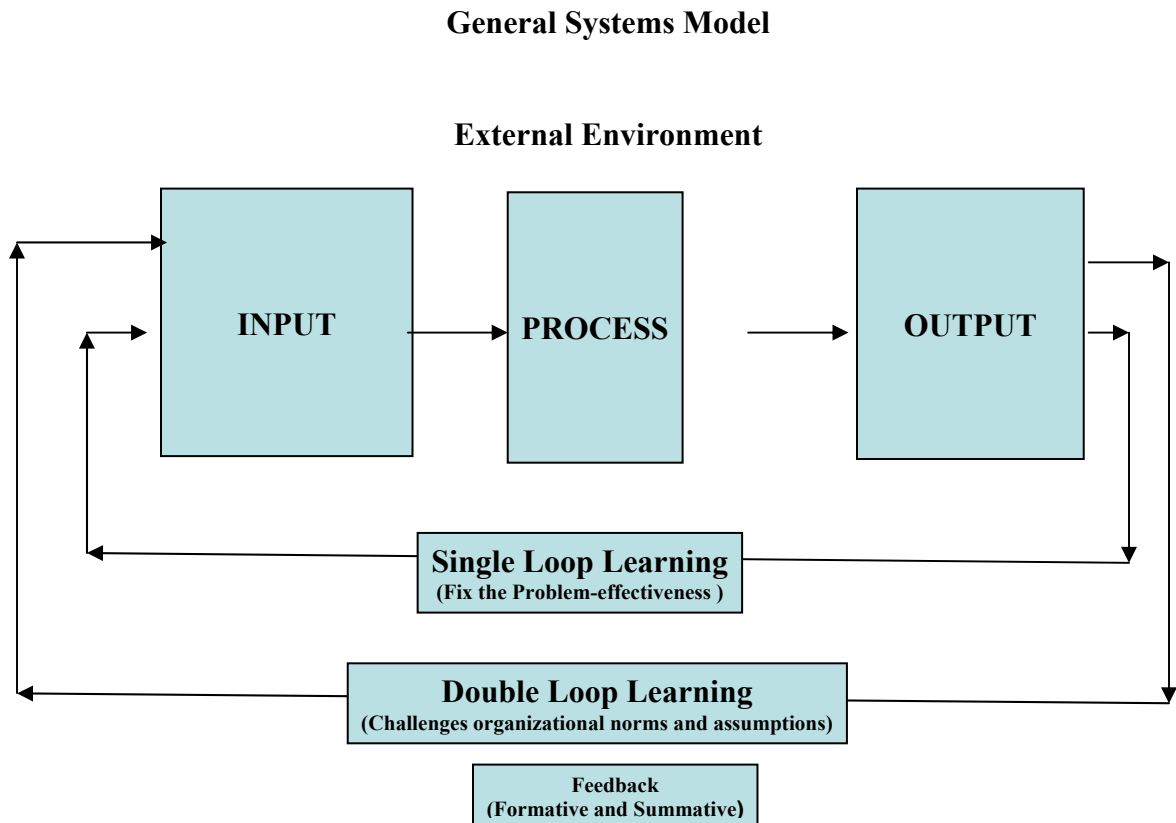 General Systems Model
External Environment
INPUT
PROCESS
OUTPUT
Single Loop Learning
(Fix the Problem-effectiveness )
Double Loop Learning
(Challenges organizational norms and assumptions)
Feedback
(Formative and Summative)